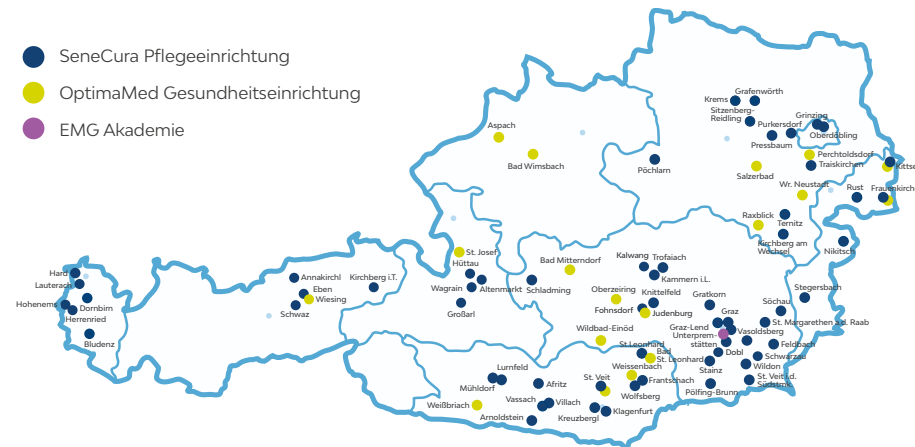 SeneCura Pflegeeinrichtung
OptimaMed Gesundheitseinrichtung
EMG Akademie
Aspach
Bad Wimsbach
Krems
Grafenwörth
Sitzenberg-
Reidling
Grinzing
Purkersdorf
Oberdöbling
Pressbaum
Pöchlarn
Perchtoldsdorf
Traiskirchen
Kittse
Salzerbad
Wr. Neustadt
Rust
Frauenkirch
Raxblick
Ternitz
Kirchberg am
Wechsel
Nikitsch
St. Josef
Hüttau
Wagrain
Altenmarkt
Großarl
Bad Mitterndorf
Schladming
Kalwang
Trofaiach
Kammern i.L.
Oberzeiring
Knittelfeld
Fohnsdorf
Judenburg
Gratkorn
Stegersbach
Söchau
Graz
Graz-Lend
Vasoldsberg
St. Margarethen a.d. Raab
Unterprem-
stätten
Feldbach
Dobl
Schwarzau
Stainz
Wildon
St. Veit i.d.
Südstmk.
Pölfing-Brunn
Wildbad-Einöd
St.Leonhard
Bad
St. Leonhard
Weissenbach
Frantschach
Wolfsberg
St. Veit
Lurnfeld
Mühldorf
Afritz
Vassach
Villach
Weißbriach
Arnoldstein
Kreuzbergl
Klagenfurt
Annakirchl
Eben
Wiesing
Schwaz
Kirchberg i.T.
Hard
Lauterach
Hohenems
Dornbirn
Herrenried
Bludenz